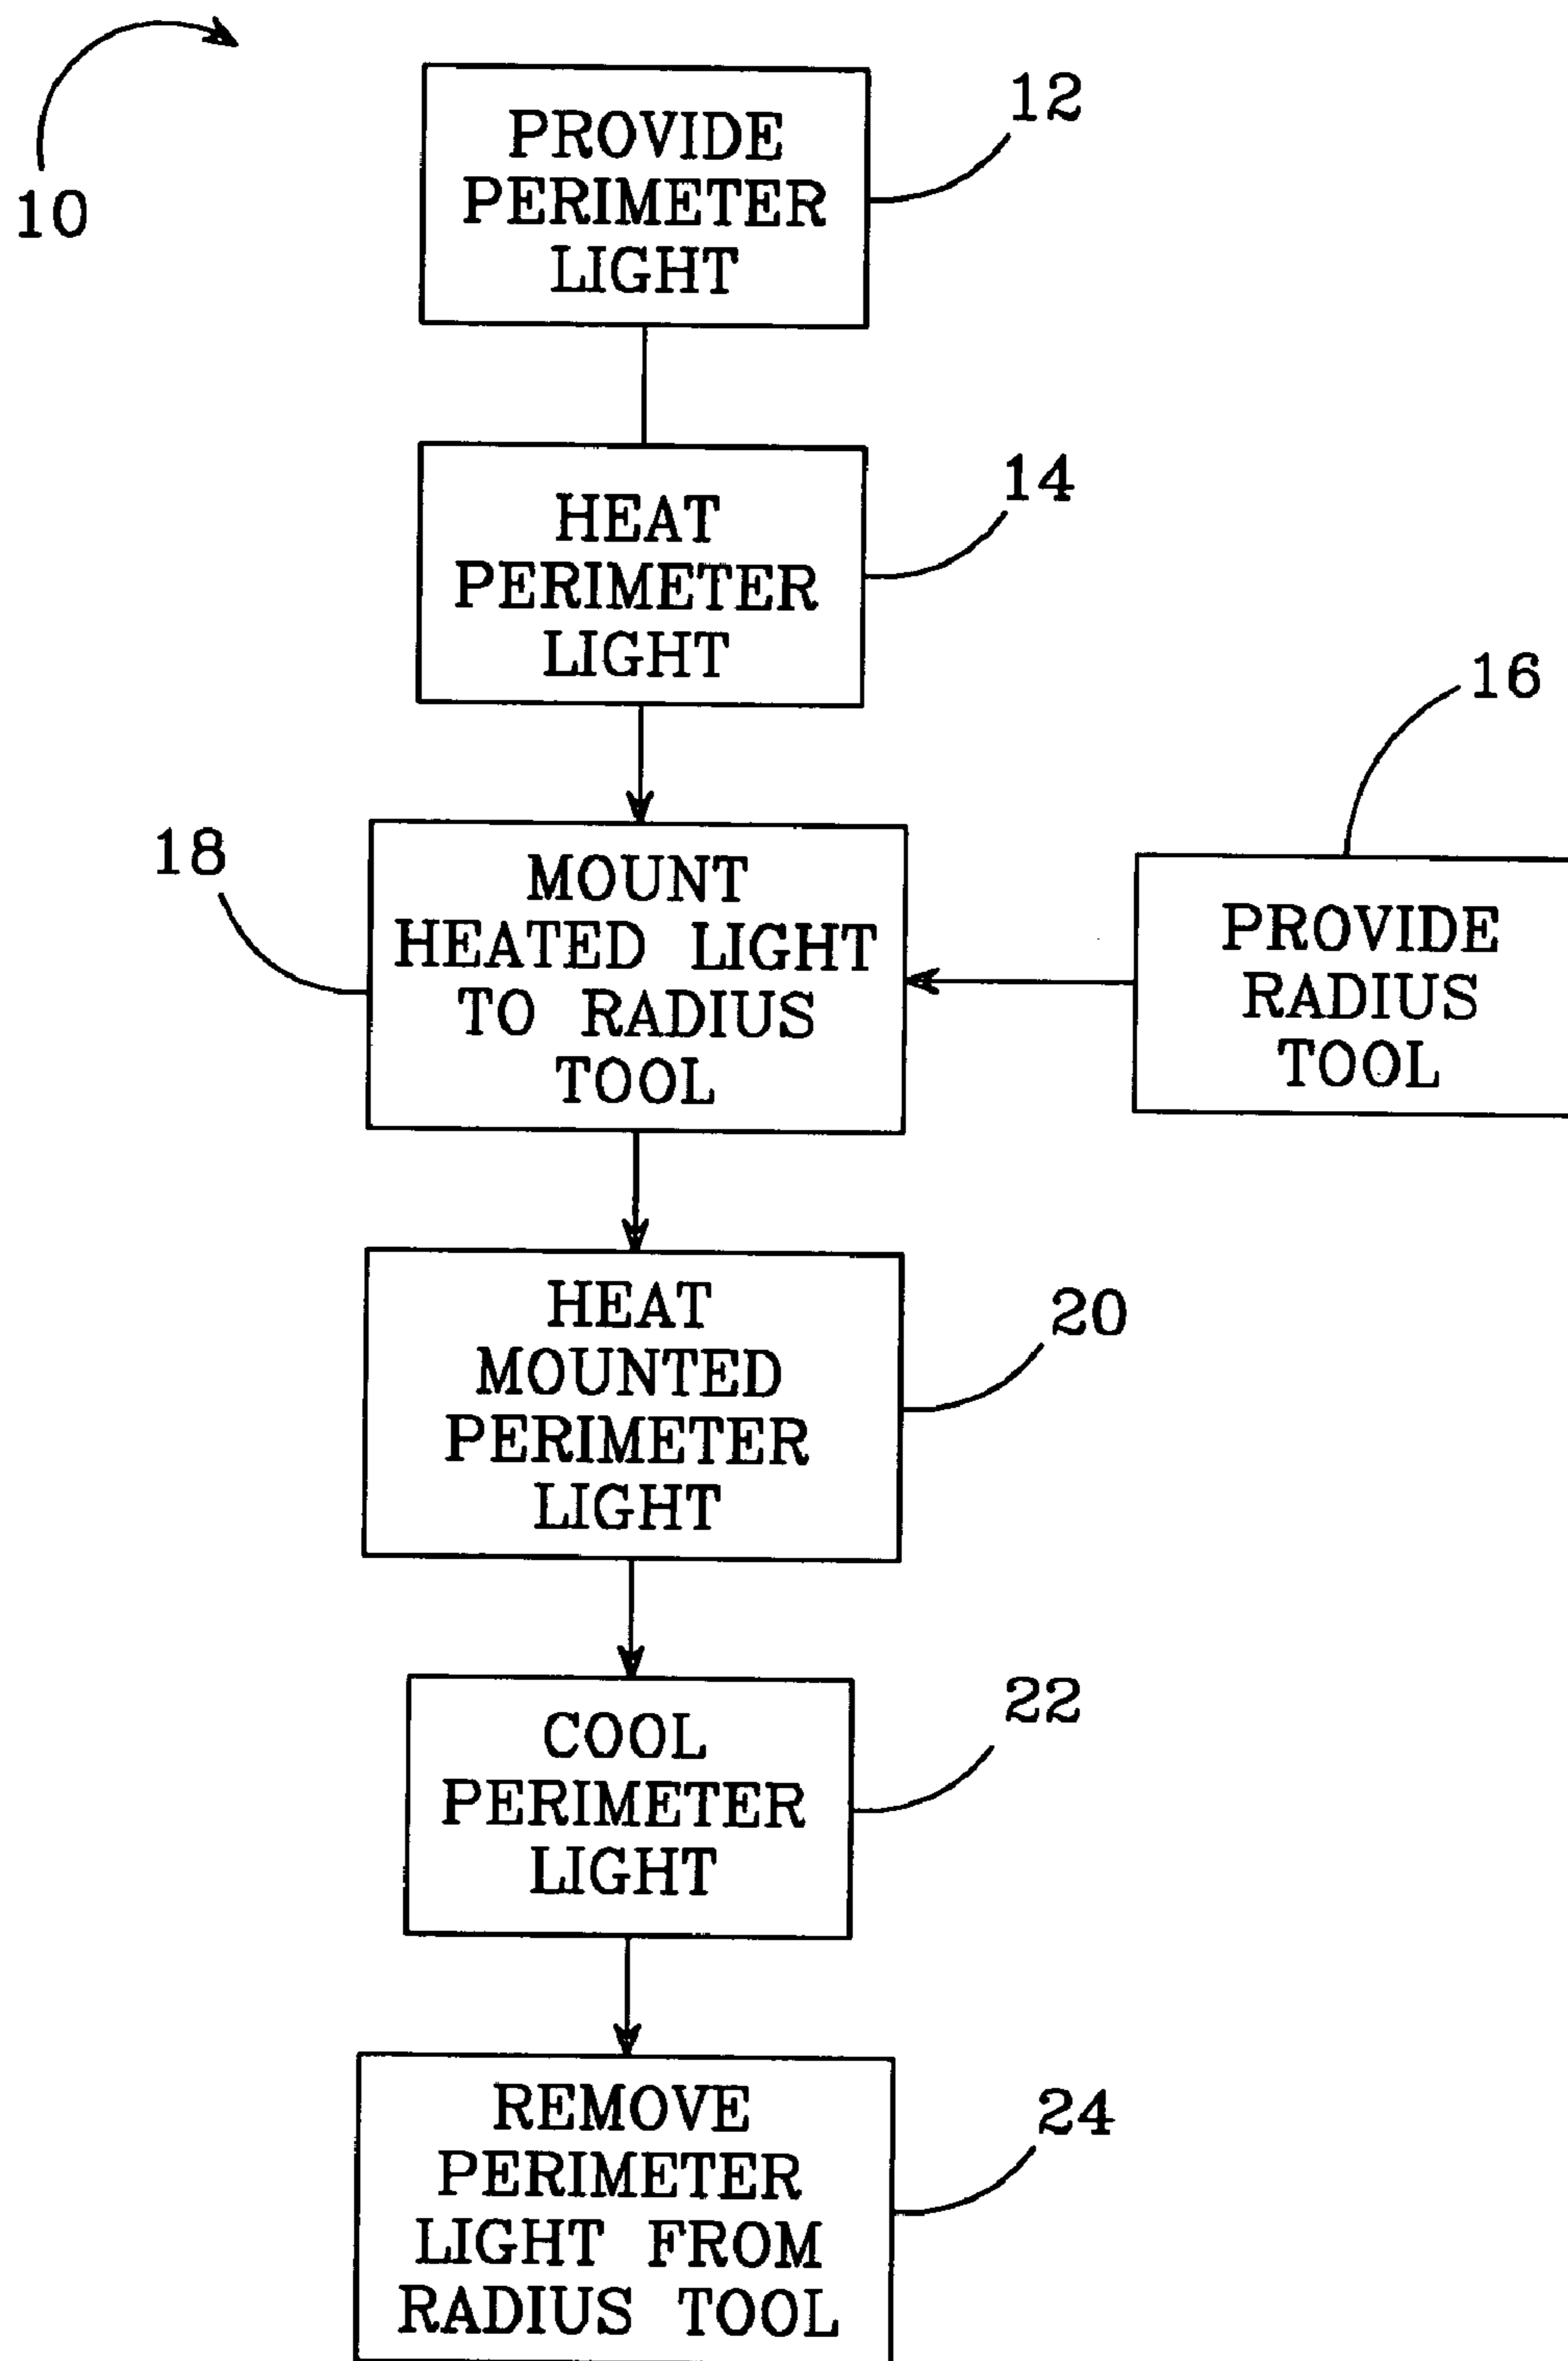 10
PROVIDE
PERIMETER
LIGHT
12
HEAT
PERIMETER
LIGHT
14
16
18
MOUNT
HEATED LIGHT
TO RADIUS
TOOL
PROVIDE
RADIUS
TOOL
HEAT
MOUNTED
PERIMETER
LIGHT
20
COOL
PERIMETER
LIGHT
22
REMOVE
PERIMETER
LIGHT FROM
RADIUS TOOL
24